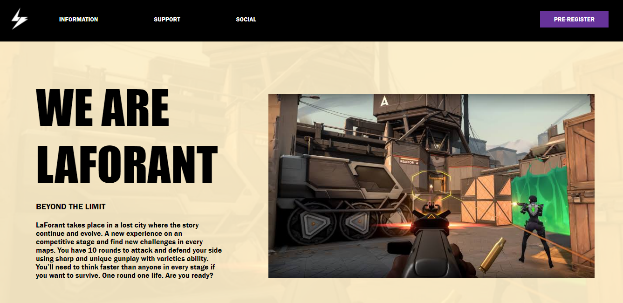 INFORMATION
SUPPORT
SOCIAL
PRE-REGISTER
WE ARE
LAFORANT
BEYOND THE LIMIT
LaForant takes place in a lost city where the story
continue and evolve. A new experience on an
competitive stage and find new challenges in every
maps. You have 10 rounds to attack and defend your side
using sharp and unique gunplay with varieties ability.
You'll need to think faster than anyone in every stage if
you want to survive. One round one life. Are you ready?
A